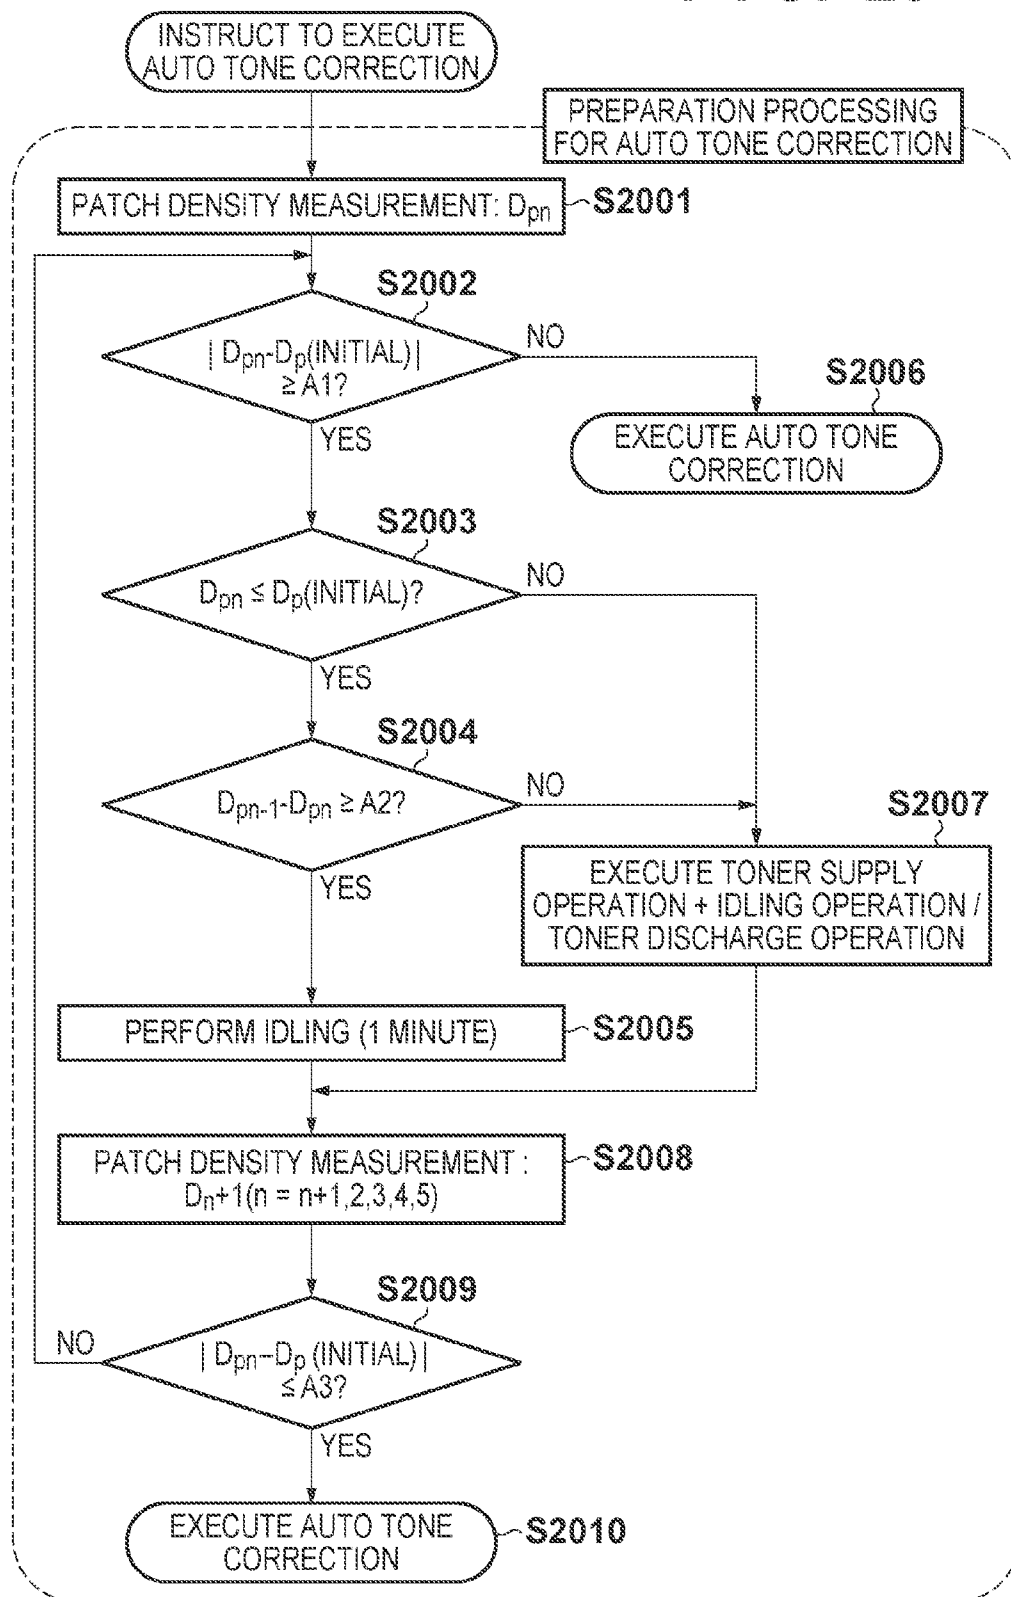 INSTRUCT TO EXECUTE
AUTO TONE CORRECTION
PREPARATION PROCESSING
FOR AUTO TONE CORRECTION
PATCH DENSITY MEASUREMENT: Dpn
S2001
S2002
| Dpn-Dp(INITIAL)|
≥ A1?
NO
YES
S2006
EXECUTE AUTO TONE
CORRECTION
S2003
Dpn ≤ Dp(INITIAL)?
NO
YES
S2004
Dpn-1-Dpn ≥ A2?
NO
YES
S2007
EXECUTE TONER SUPPLY
OPERATION + IDLING OPERATION /
TONER DISCHARGE OPERATION
PERFORM IDLING (1 MINUTE)
S2005
PATCH DENSITY MEASUREMENT :
Dn+1(n = n+1,2,3,4,5)
S2008
S2009
NO
| Dpn–Dp (INITIAL) |
≤ A3?
YES
EXECUTE AUTO TONE
CORRECTION
S2010